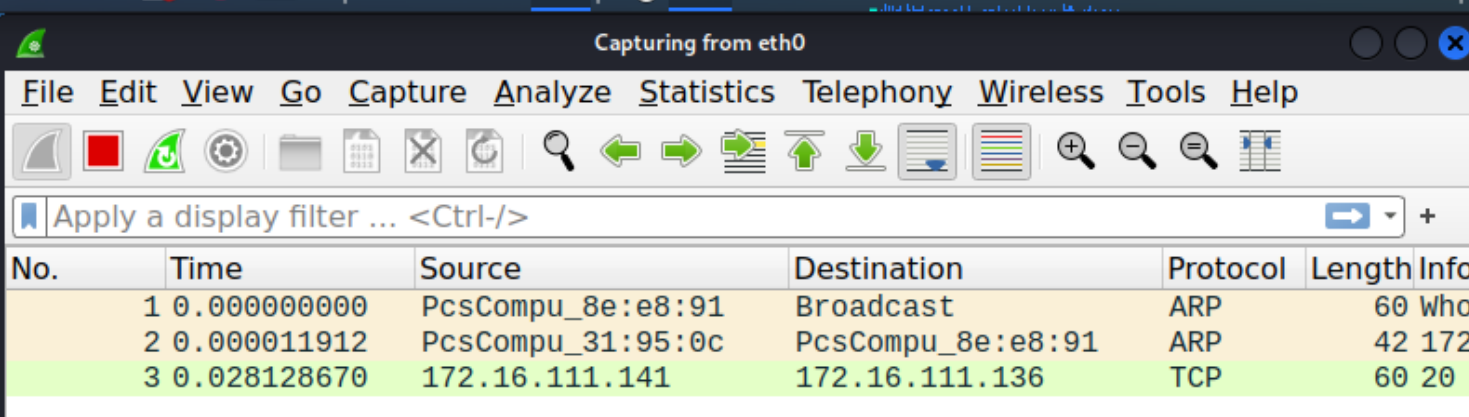 Capturing from eth0
File Edit View Go Capture Analyze Statistics Telephony Wireless Tools Help
Apply a display filter ... <Ctrl-/>
+
No. Time Source Destination Protocol Length Info
1 0.000000000 PcsCompu_8e:e8:91 Broadcast ARP 60 Who
2 0.000011912 PcsCompu_31:95:0c PcsCompu_8e:e8:91 ARP 42 172
3 0.028128670 172.16.111.141 172.16.111.136 TCP 60 20